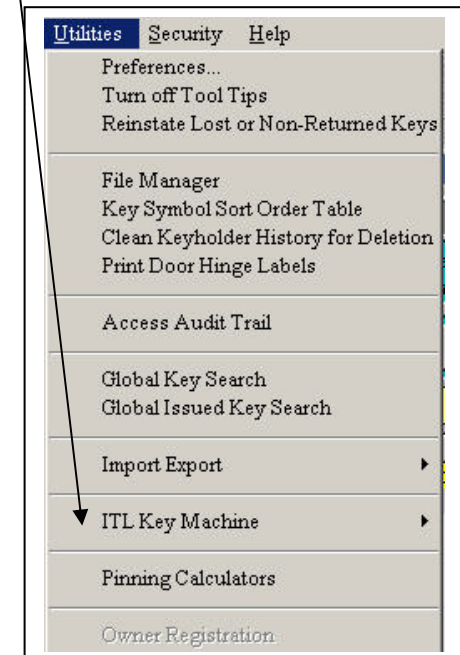 Utilities Security Help
Preferences...
Turn off Tool Tips
Reinstate Lost or Non-Returned Keys
File Manager
Key Symbol Sort Order Table
Clean Keyholder History for Deletion
Print Door Hinge Labels
Access Audit Trail
Global Key Search
Global Issued Key Search
Import Export
ITL Key Machine
Pinning Calculators
Owner Registration